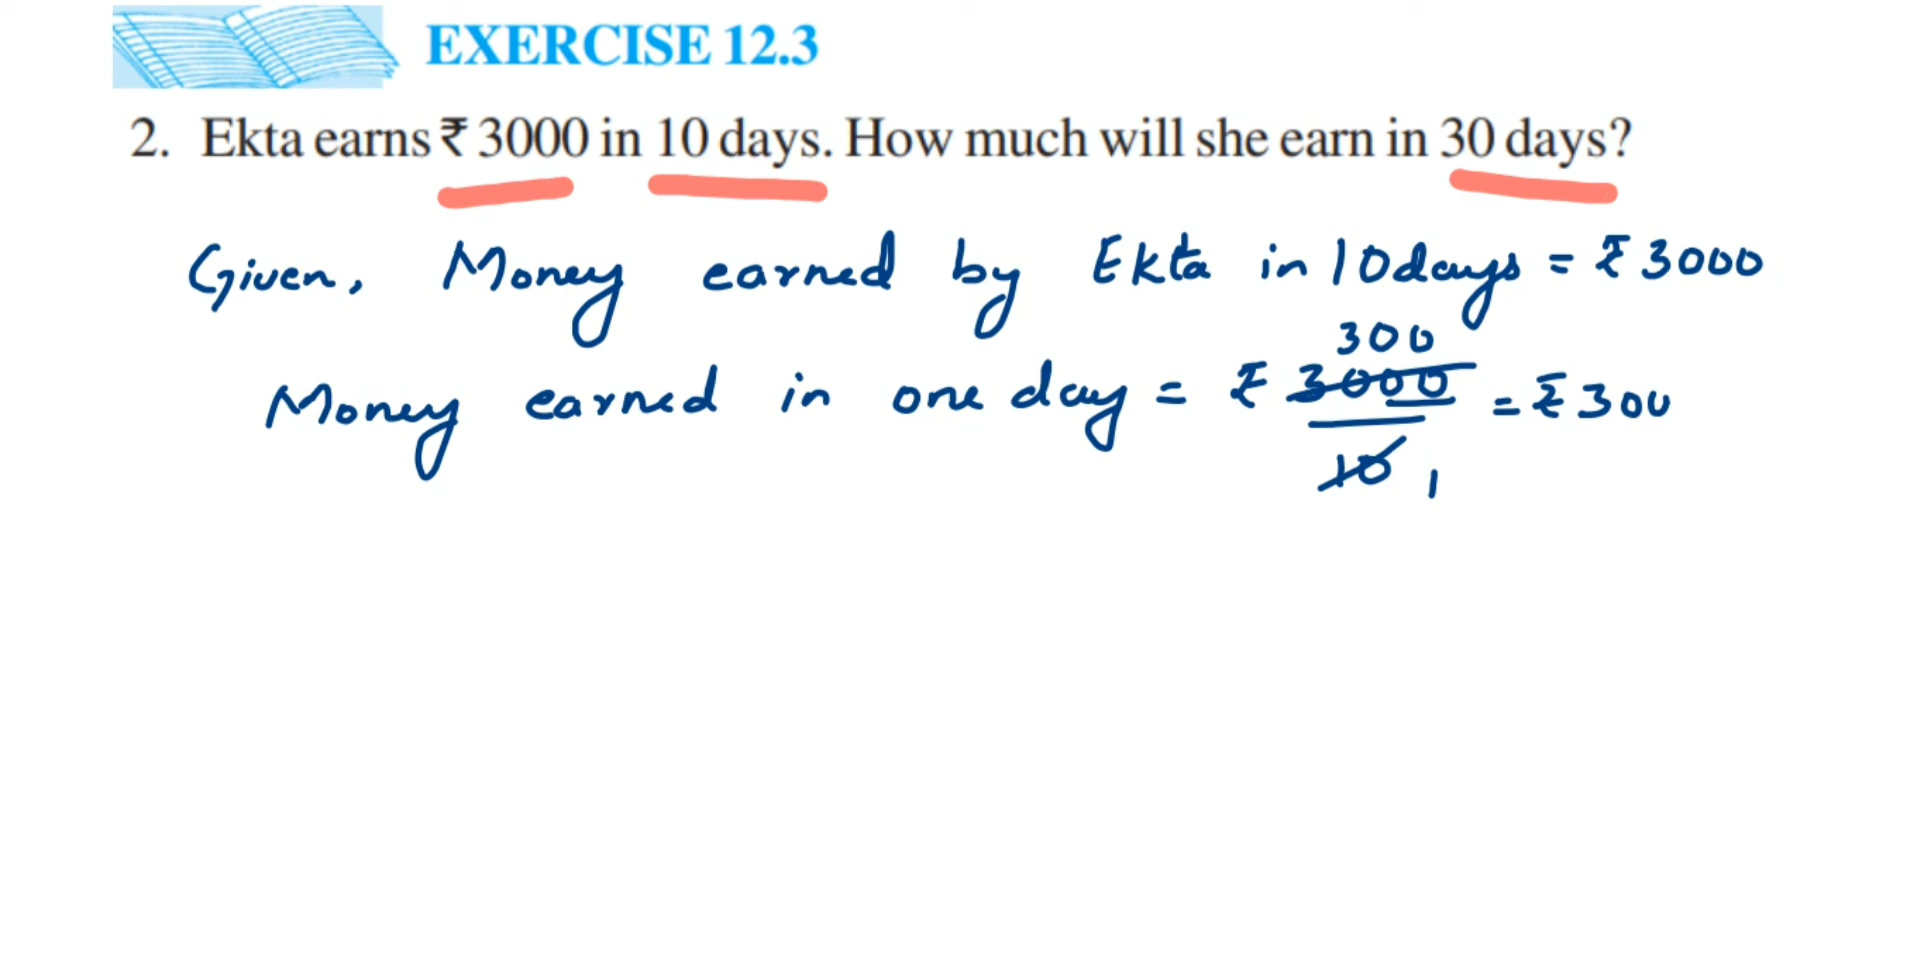 EXERCISE 12.3
2. Ekta earns ₹ 3000 in 10 days. How much will she earn in 30 days?
Given, Money earned by Ekta in 10 days = ₹ 3000
300
Money earned in one day = ₹ 3000 = ₹ 300
10 1